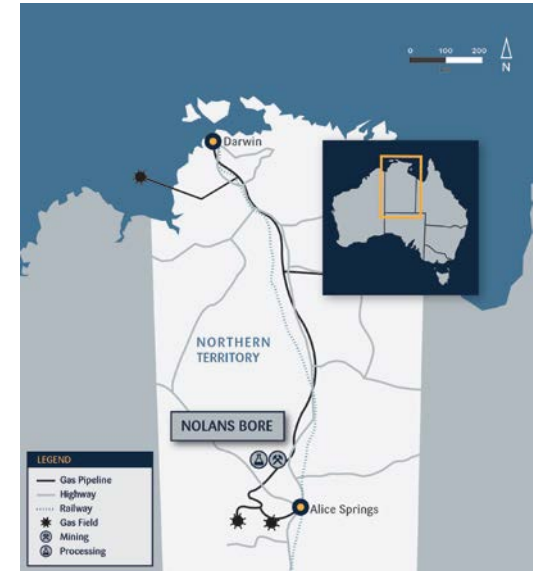 0 100 200
N
Darwin
NORTHERN
TERRITORY
NOLANS BORE
Alice Springs
LEGEND
Gas Pipeline
Highway
Railway
Gas Field
Mining
Processing